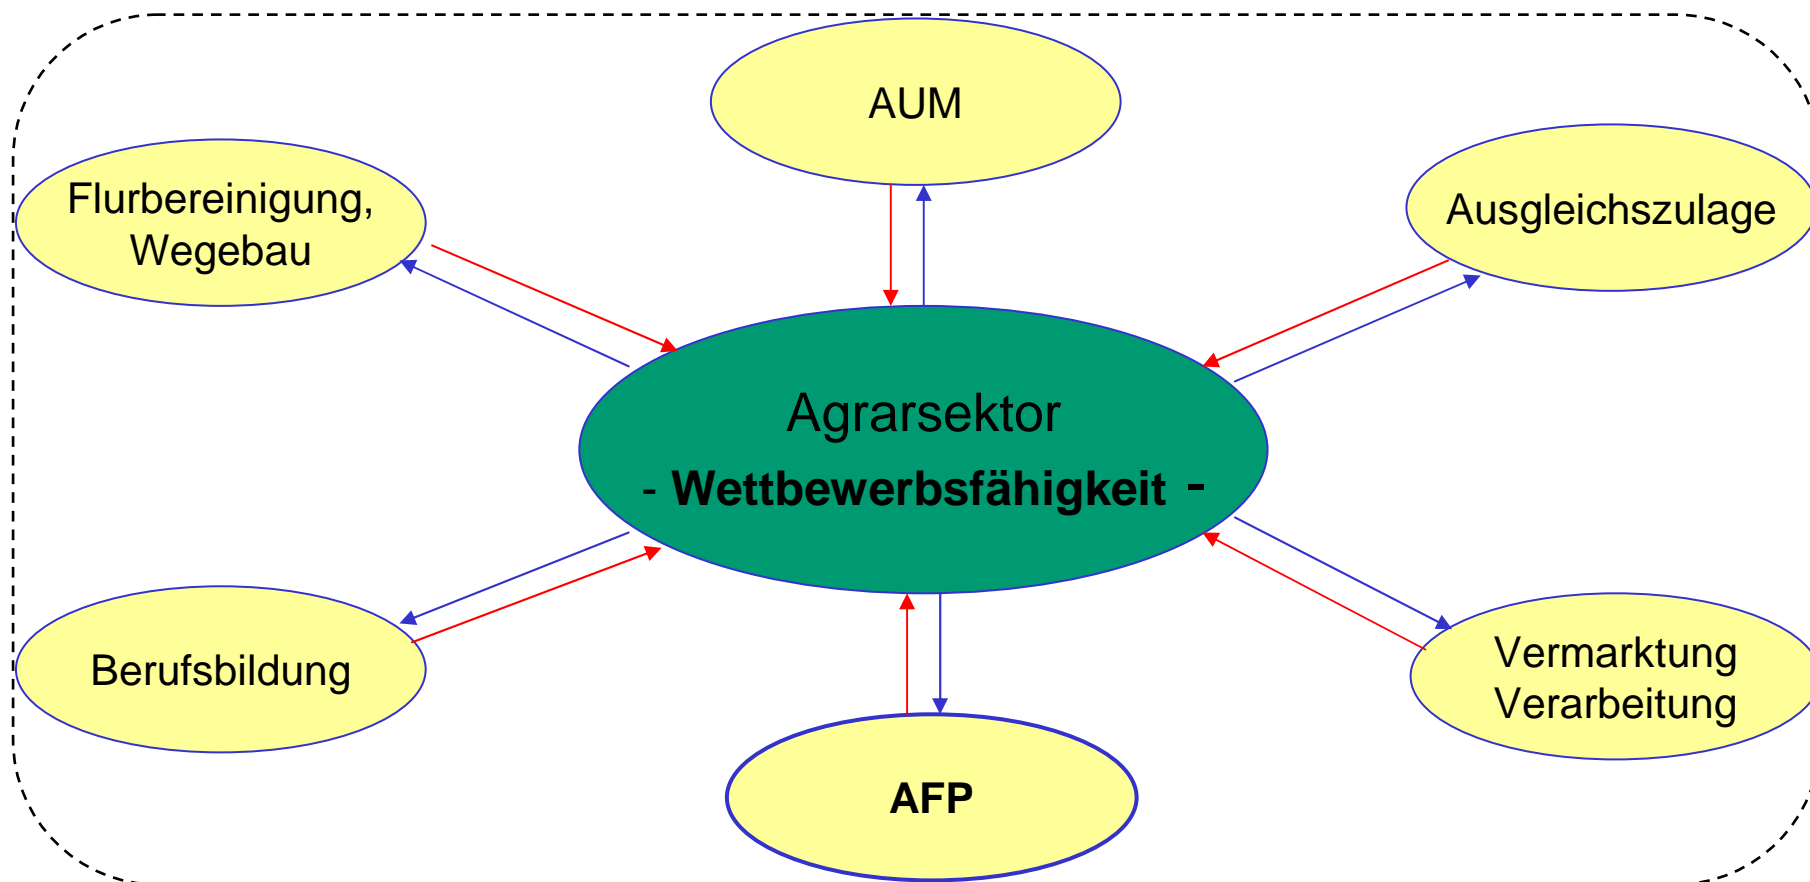 AUM
Flurbereinigung,
Wegebau
Ausgleichszulage
Agrarsektor
- Wettbewerbsfähigkeit -
Berufsbildung
Vermarktung
Verarbeitung
AFP